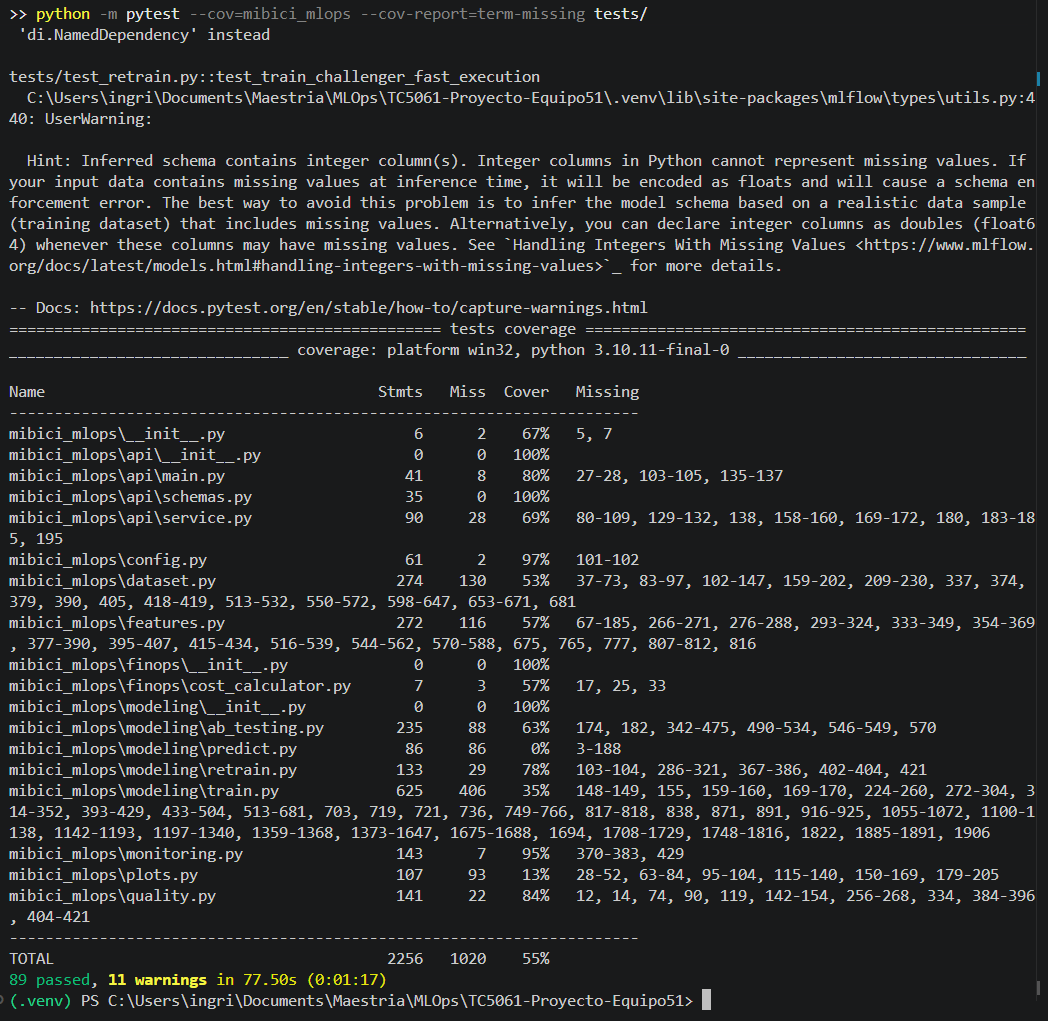 >> python -m pytest --cov=mibici_mlops --cov-report=term-missing tests/
 'di.NamedDependency' instead
tests/test_retrain.py::test_train_challenger_fast_execution
  C:\Users\ingri\Documents\Maestria\MLOps\TC5061-Proyecto-Equipo51\.venv\lib\site-packages\mlflow\types\utils.py:4
40: UserWarning:
  Hint: Inferred schema contains integer column(s). Integer columns in Python cannot represent missing values. If
your input data contains missing values at inference time, it will be encoded as floats and will cause a schema en
forcement error. The best way to avoid this problem is to infer the model schema based on a realistic data sample
(training dataset) that includes missing values. Alternatively, you can declare integer columns as doubles (float6
4) whenever these columns may have missing values. See `Handling Integers With Missing Values <https://www.mlflow.
org/docs/latest/models.html#handling-integers-with-missing-values>`_ for more details.
-- Docs: https://docs.pytest.org/en/stable/how-to/capture-warnings.html
================================================ tests coverage =================================================
_______________________________ coverage: platform win32, python 3.10.11-final-0 ________________________________
Name                                     Stmts   Miss  Cover   Missing
----------------------------------------------------------------------
mibici_mlops\__init__.py                     6      2    67%   5, 7
mibici_mlops\api\__init__.py                 0      0   100%
mibici_mlops\api\main.py                    41      8    80%   27-28, 103-105, 135-137
mibici_mlops\api\schemas.py                 35      0   100%
mibici_mlops\api\service.py                 90     28    69%   80-109, 129-132, 138, 158-160, 169-172, 180, 183-18
5, 195
mibici_mlops\config.py                      61      2    97%   101-102
mibici_mlops\dataset.py                    274    130    53%   37-73, 83-97, 102-147, 159-202, 209-230, 337, 374,
379, 390, 405, 418-419, 513-532, 550-572, 598-647, 653-671, 681
mibici_mlops\features.py                   272    116    57%   67-185, 266-271, 276-288, 293-324, 333-349, 354-369
, 377-390, 395-407, 415-434, 516-539, 544-562, 570-588, 675, 765, 777, 807-812, 816
mibici_mlops\finops\__init__.py              0      0   100%
mibici_mlops\finops\cost_calculator.py       7      3    57%   17, 25, 33
mibici_mlops\modeling\__init__.py            0      0   100%
mibici_mlops\modeling\ab_testing.py        235     88    63%   174, 182, 342-475, 490-534, 546-549, 570
mibici_mlops\modeling\predict.py            86     86     0%   3-188
mibici_mlops\modeling\retrain.py           133     29    78%   103-104, 286-321, 367-386, 402-404, 421
mibici_mlops\modeling\train.py             625    406    35%   148-149, 155, 159-160, 169-170, 224-260, 272-304, 3
14-352, 393-429, 433-504, 513-681, 703, 719, 721, 736, 749-766, 817-818, 838, 871, 891, 916-925, 1055-1072, 1100-1
138, 1142-1193, 1197-1340, 1359-1368, 1373-1647, 1675-1688, 1694, 1708-1729, 1748-1816, 1822, 1885-1891, 1906
mibici_mlops\monitoring.py                 143      7    95%   370-383, 429
mibici_mlops\plots.py                      107     93    13%   28-52, 63-84, 95-104, 115-140, 150-169, 179-205
mibici_mlops\quality.py                    141     22    84%   12, 14, 74, 90, 119, 142-154, 256-268, 334, 384-396
, 404-421
----------------------------------------------------------------------
TOTAL                                     2256   1020    55%
89 passed, 11 warnings in 77.50s (0:01:17)
(.venv) PS C:\Users\ingri\Documents\Maestria\MLOps\TC5061-Proyecto-Equipo51>